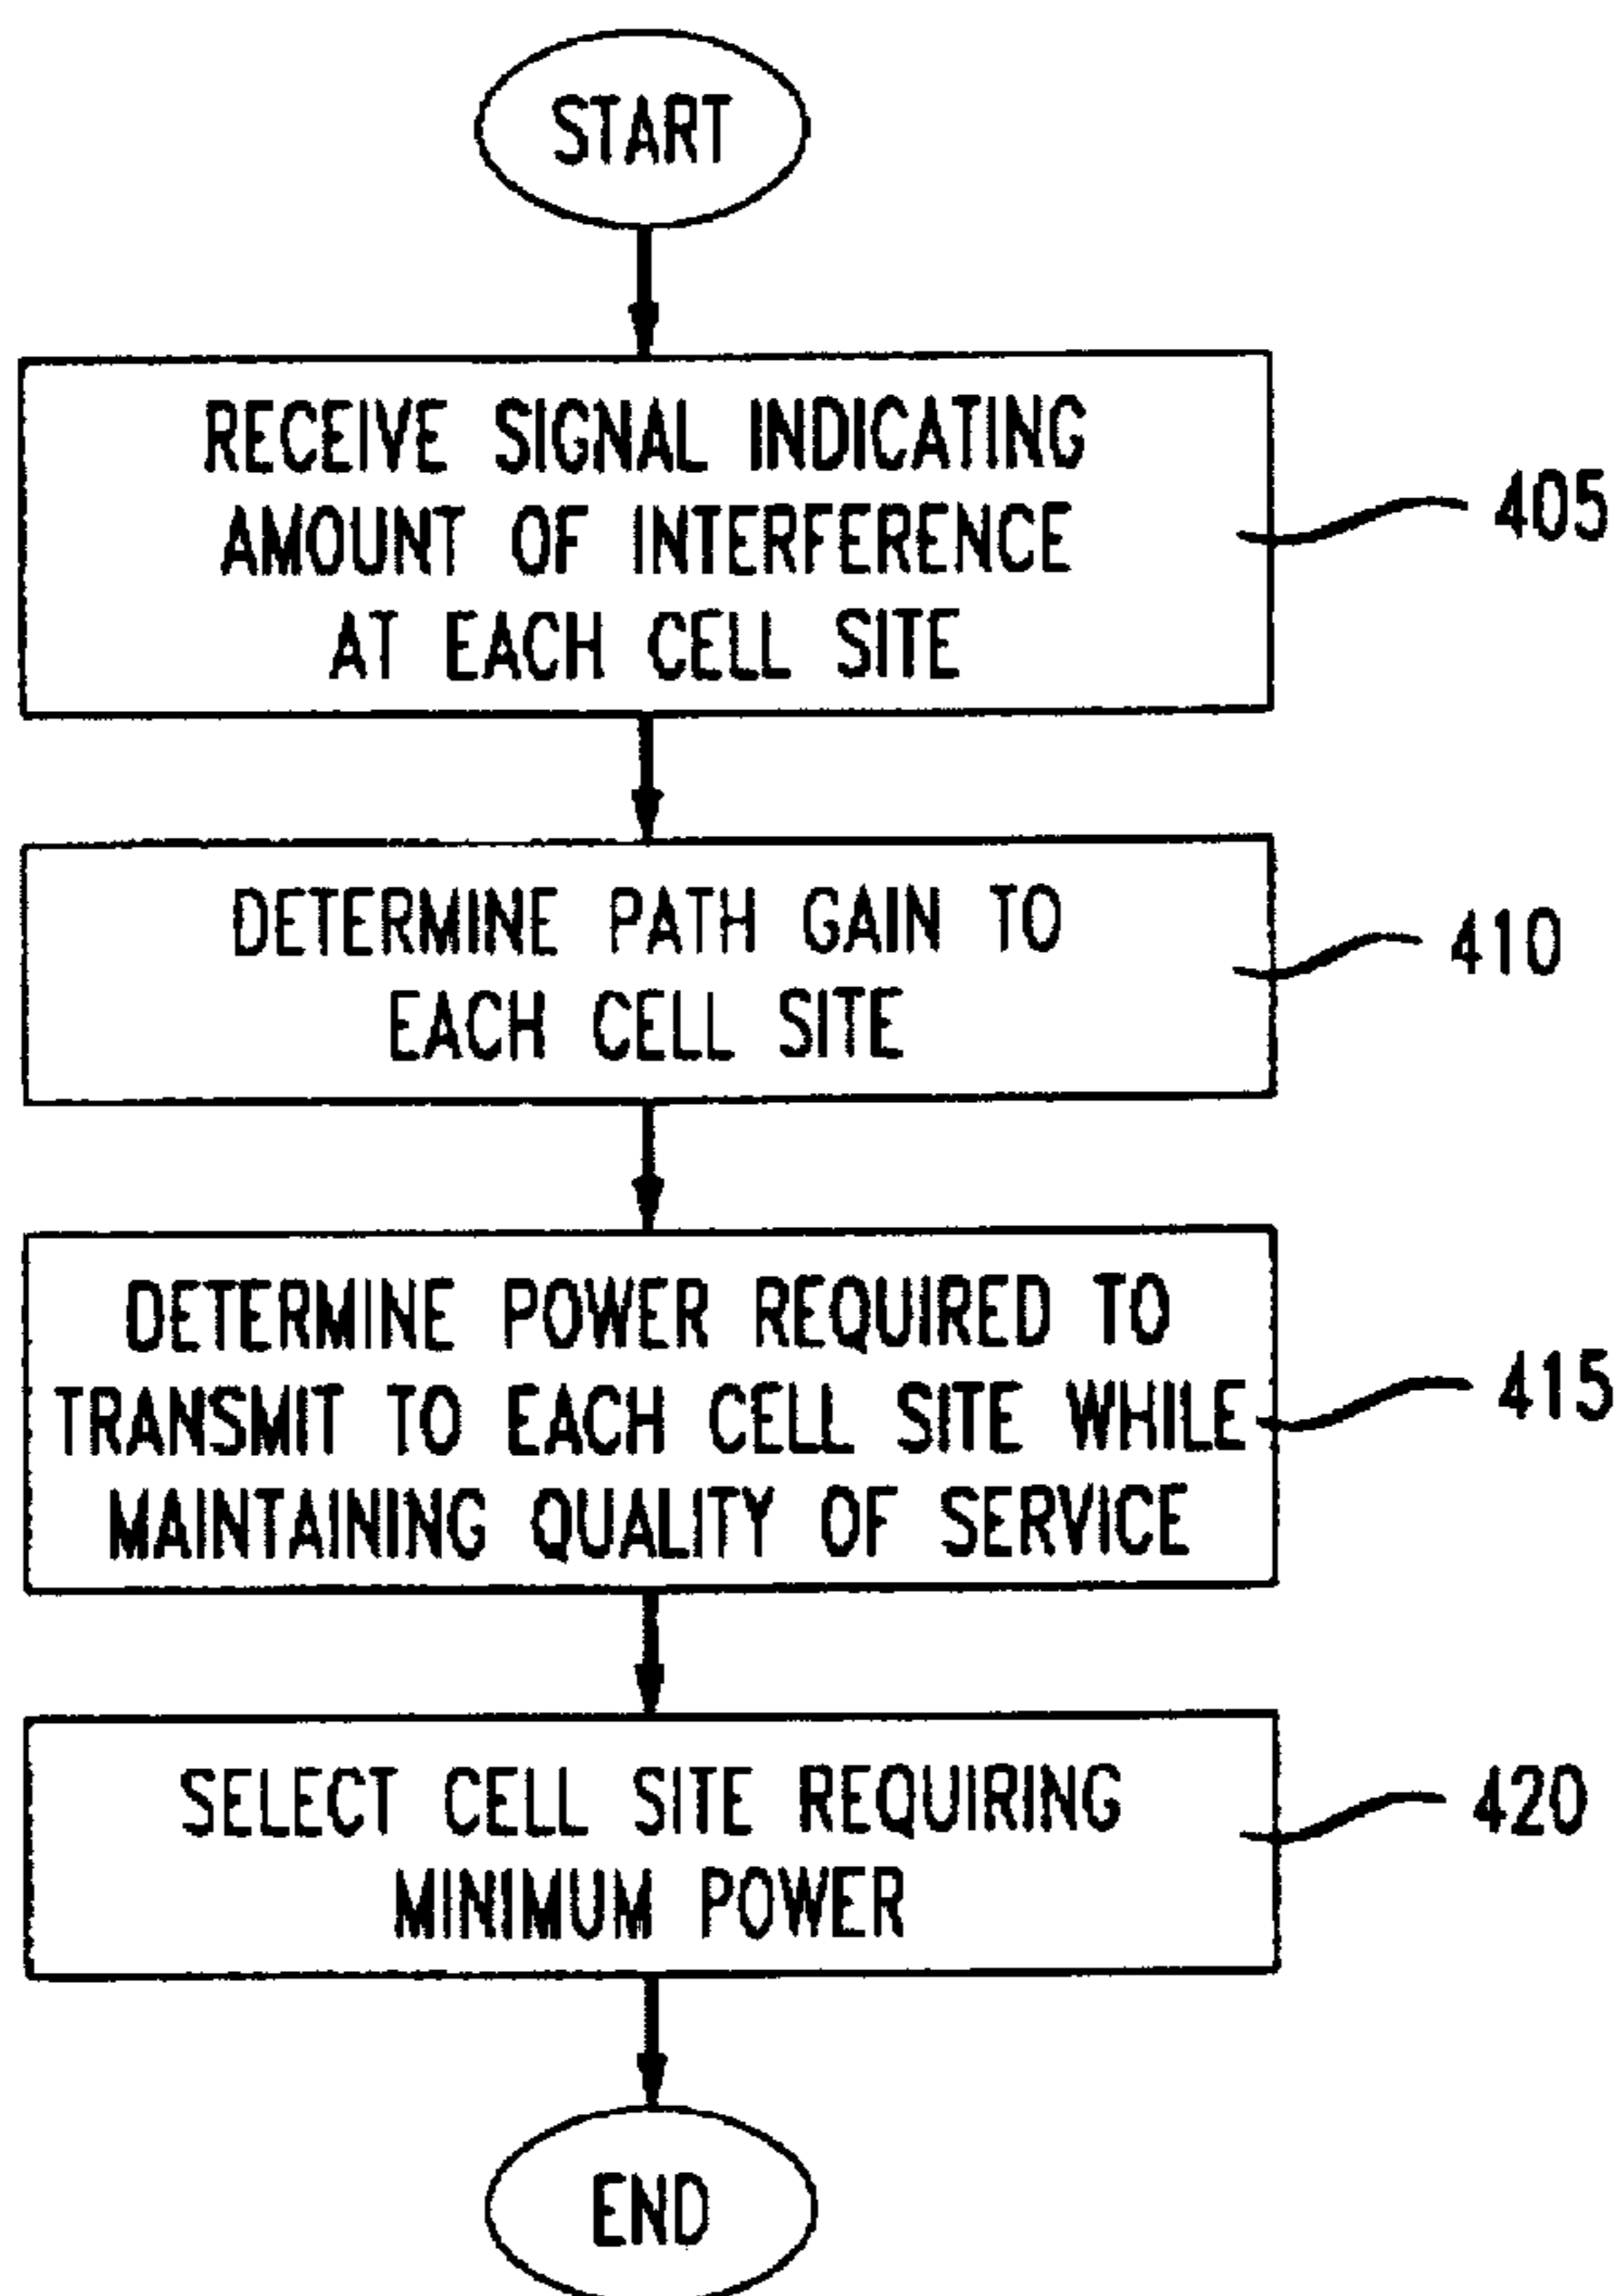 START
RECEIVE SIGNAL INDICATING
AMOUNT OF INTERFERENCE
AT EACH CELL SITE
405
DETERMINE PATH GAIN TO
EACH CELL SITE
410
DETERMINE POWER REQUIRED TO
TRANSMIT TO EACH CELL SITE WHILE
MAINTAINING QUALITY OF SERVICE
415
SELECT CELL SITE REQUIRING
MINIMUM POWER
420
END